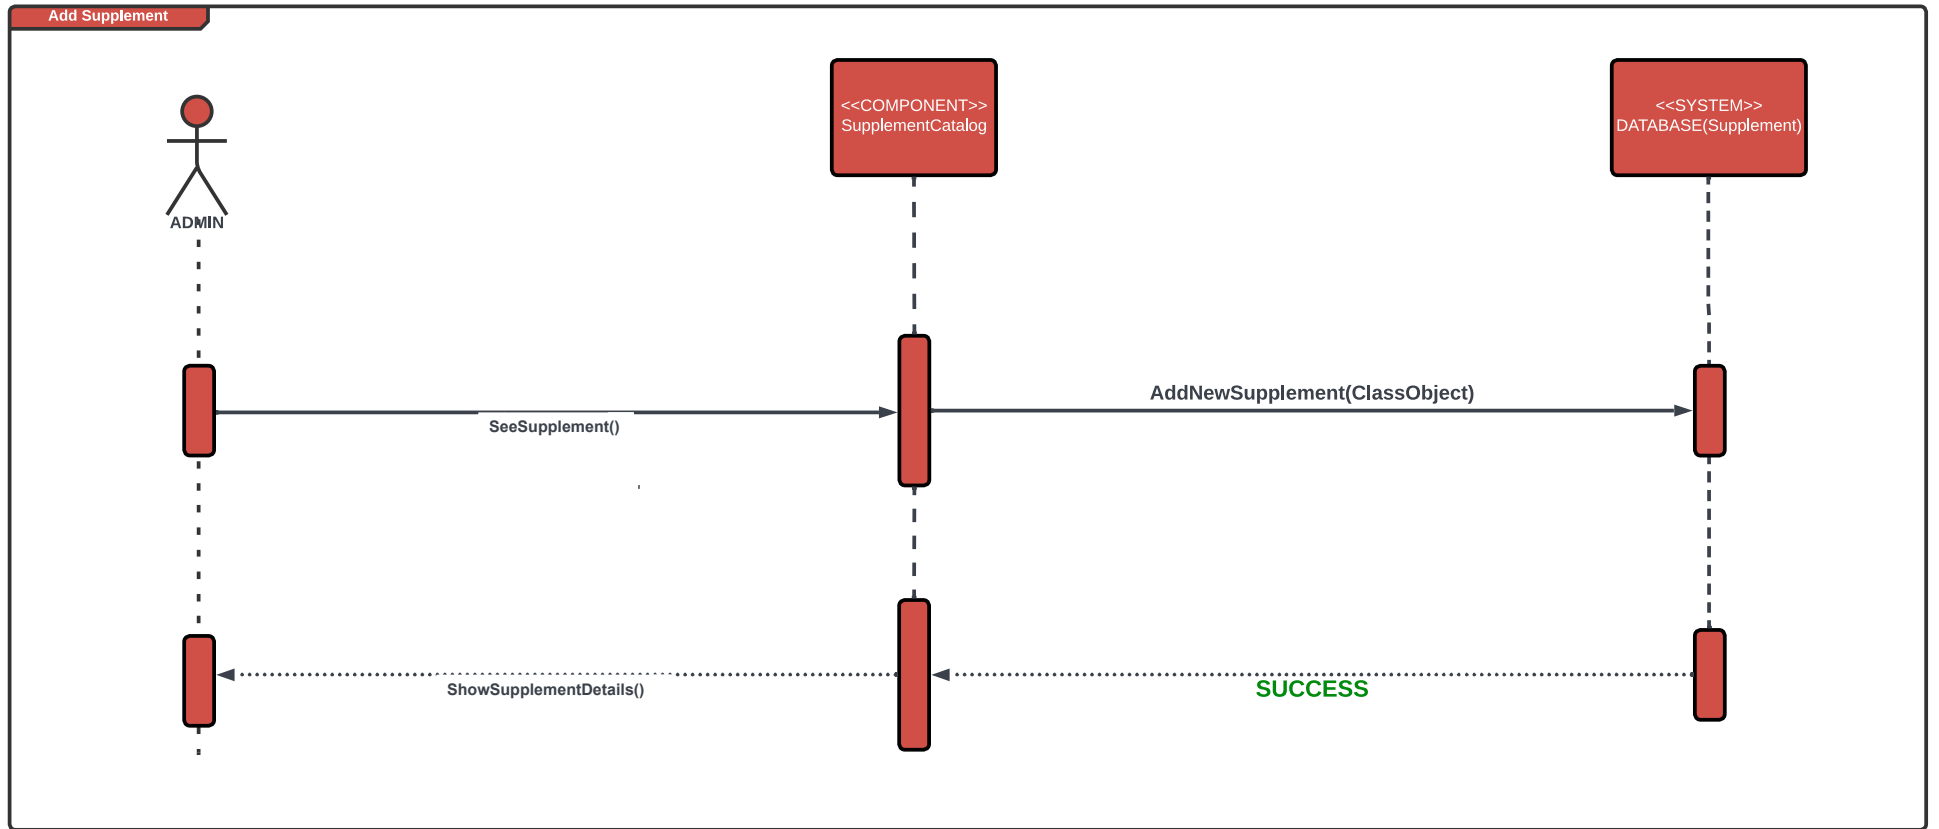 Add Supplement
<<COMPONENT>>
SupplementCatalog
<<SYSTEM>>
DATABASE(Supplement)
ADMIN
AddNewSupplement(ClassObject)
SeeSupplement()
ShowSupplementDetails()
SUCCESS